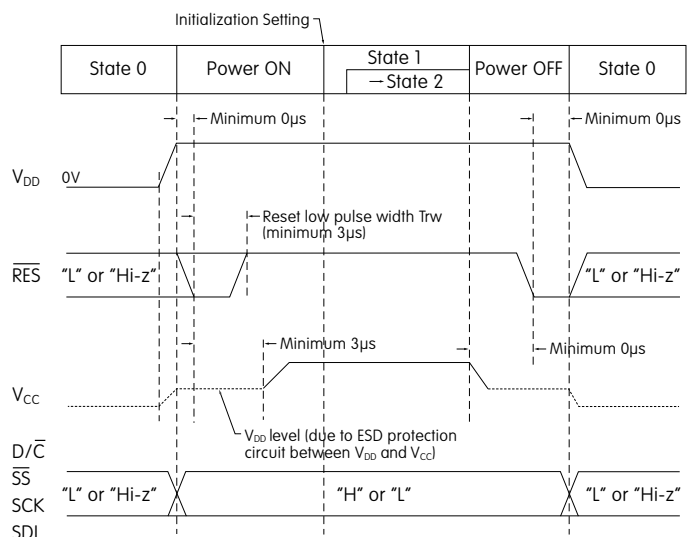 Initialization Setting
State 0
Power ON
State 1
→ State 2
Power OFF
State 0
Minimum 0µs
Minimum 0µs
VDD
0V
Reset low pulse width Trw
(minimum 3µs)
RES
"L" or "Hi-z"
"L" or "Hi-z"
Minimum 3µs
Minimum 0µs
VCC
VDD level (due to ESD protection
circuit between VDD and VCC)
D/C
SS
SCK
SDI
"L" or "Hi-z"
"H" or "L"
"L" or "Hi-z"